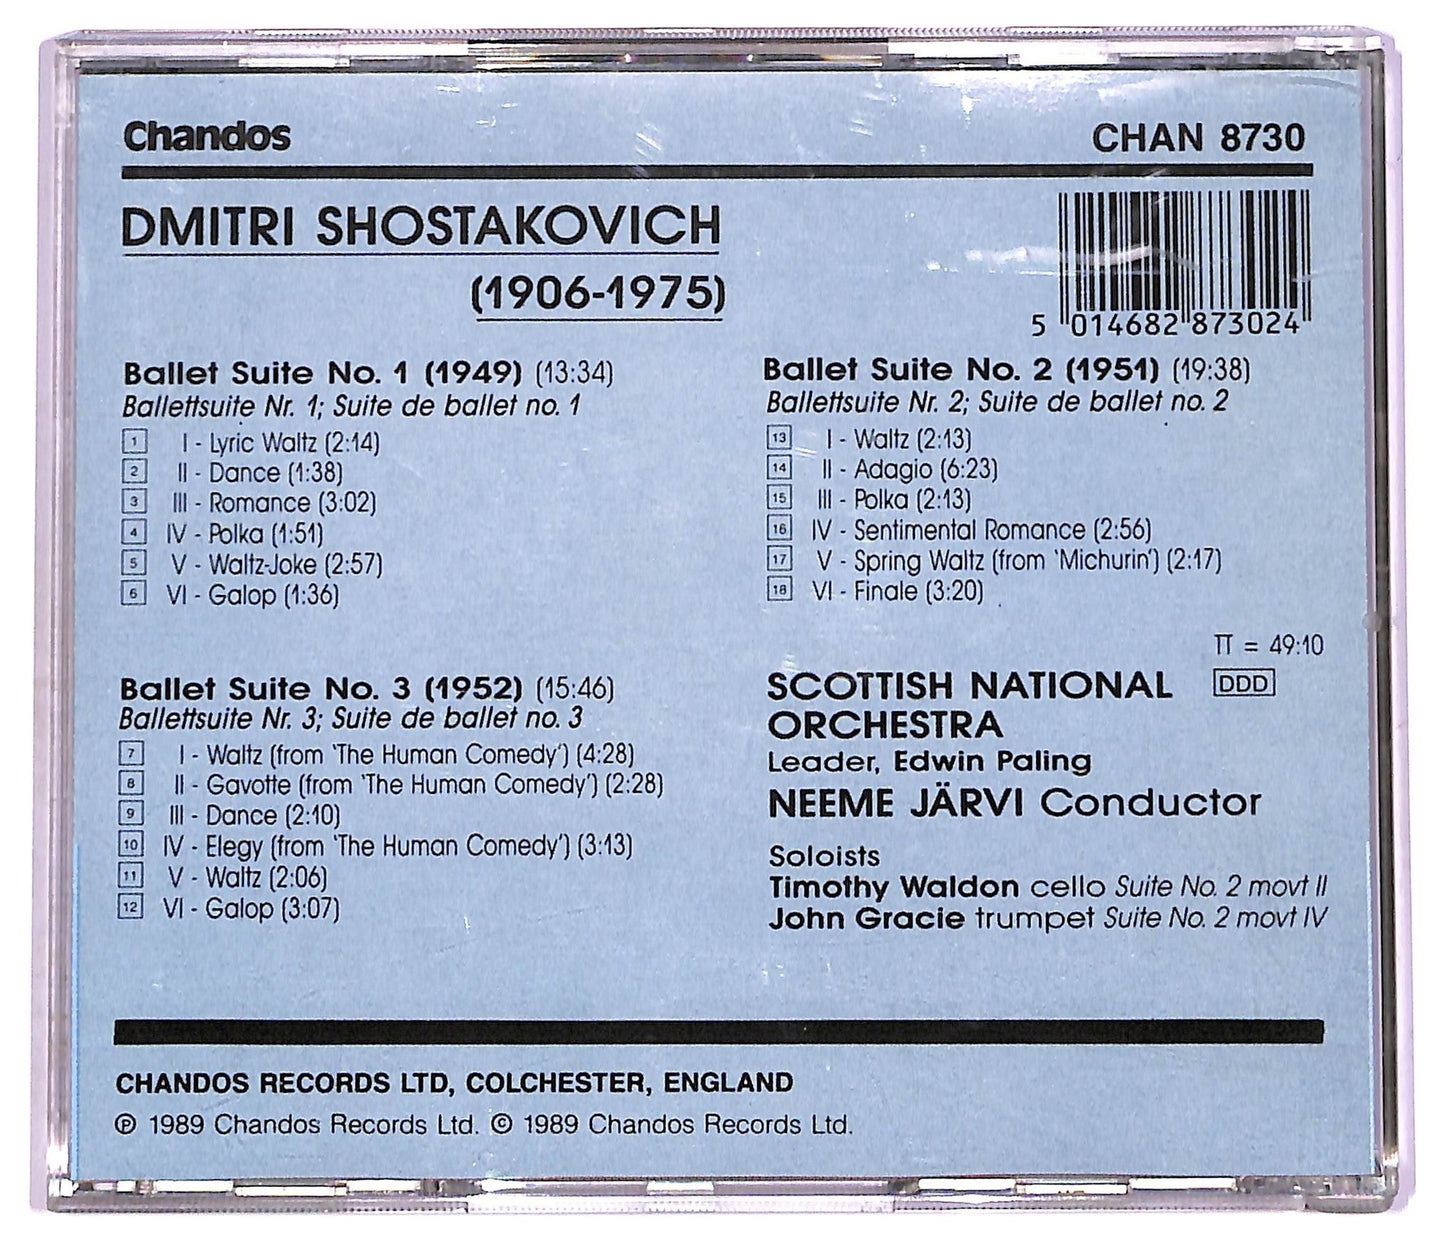 Chandos
CHAN 8730
DMITRI SHOSTAKOVICH
(1906-1975)
5 014682 873024
Ballet Suite No. 1 (1949) (13:34)
Ballettsuite Nr. 1; Suite de ballet no. 1
1 I - Lyric Waltz (2:14)
2 II - Dance (1:38)
3 III - Romance (3:02)
4 IV - Polka (1:51)
5 V - Waltz-Joke (2:57)
6 VI - Galop (1:36)
Ballet Suite No. 3 (1952) (15:46)
Ballettsuite Nr. 3; Suite de ballet no. 3
7 I - Waltz (from 'The Human Comedy') (4:28)
8 II - Gavotte (from 'The Human Comedy') (2:28)
9 III - Dance (2:10)
10 IV - Elegy (from 'The Human Comedy') (3:13)
11 V - Waltz (2:06)
12 VI - Galop (3:07)
Ballet Suite No. 2 (1951) (19:38)
Ballettsuite Nr. 2; Suite de ballet no. 2
13 I - Waltz (2:13)
14 II - Adagio (6:23)
15 III - Polka (2:13)
16 IV - Sentimental Romance (2:56)
17 V - Spring Waltz (from 'Michurin') (2:17)
18 VI - Finale (3:20)
TT = 49:10
SCOTTISH NATIONAL DDD
ORCHESTRA
Leader, Edwin Paling
NEEME JÄRVI Conductor
Soloists
Timothy Waldon cello Suite No. 2 movt II
John Gracie trumpet Suite No. 2 movt IV
CHANDOS RECORDS LTD, COLCHESTER, ENGLAND
℗ 1989 Chandos Records Ltd. © 1989 Chandos Records Ltd.